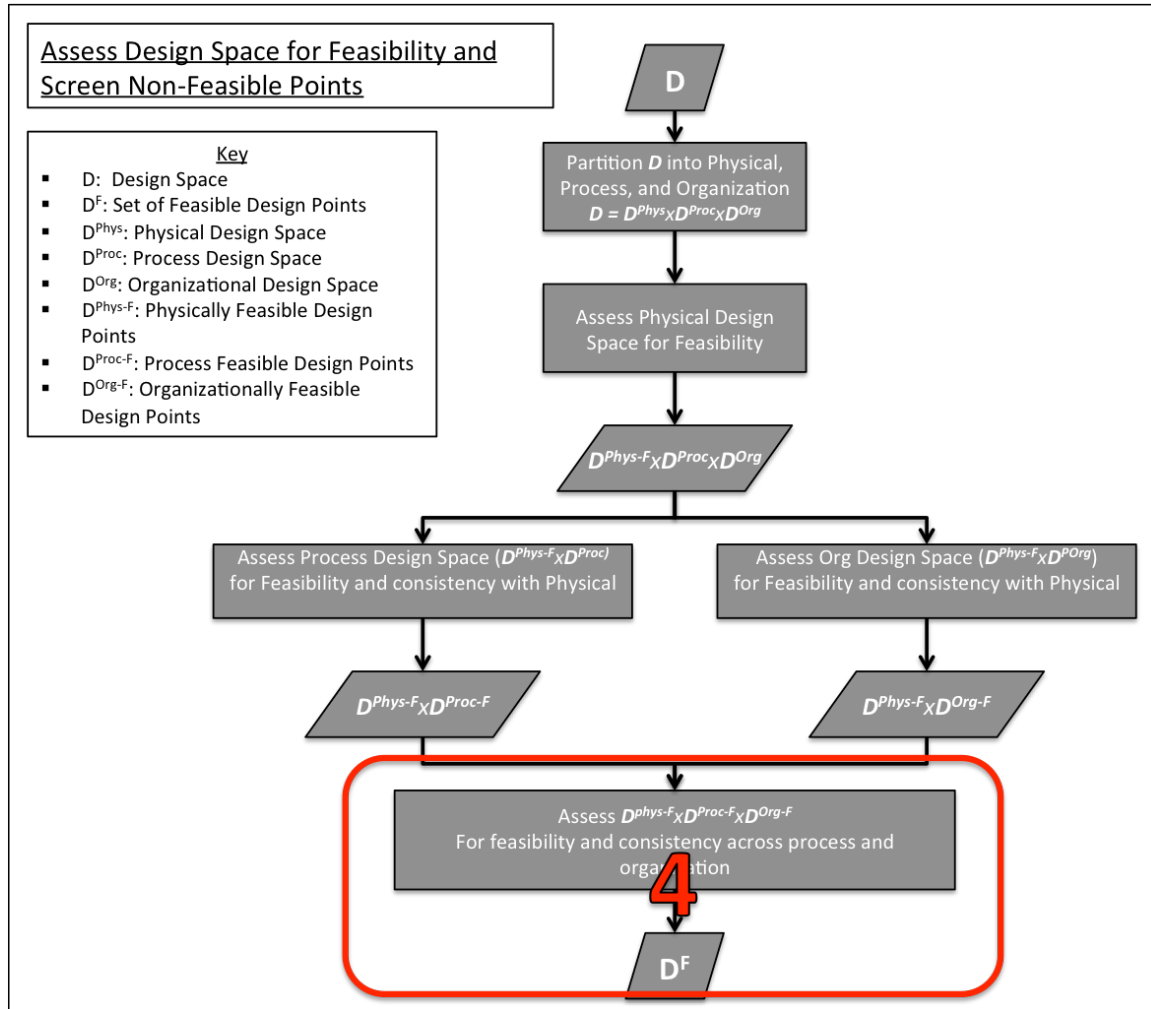 Assess Design Space for Feasibility and
Screen Non-Feasible Points
D
Key
▪ D: Design Space
▪ D^F: Set of Feasible Design Points
▪ D^Phys: Physical Design Space
▪ D^Proc: Process Design Space
▪ D^Org: Organizational Design Space
▪ D^Phys-F: Physically Feasible Design
Points
▪ D^Proc-F: Process Feasible Design Points
▪ D^Org-F: Organizationally Feasible
Design Points
Partition D into Physical,
Process, and Organization
D = D^Phys x D^Proc x D^Org
Assess Physical Design
Space for Feasibility
D^Phys-F x D^Proc x D^Org
Assess Process Design Space (D^Phys-F x D^Proc)
for Feasibility and consistency with Physical
Assess Org Design Space (D^Phys-F x D^POrg)
for Feasibility and consistency with Physical
D^Phys-F x D^Proc-F
D^Phys-F x D^Org-F
Assess D^phys-F x D^Proc-F x D^Org-F
For feasibility and consistency across process and
organization
4
D^F